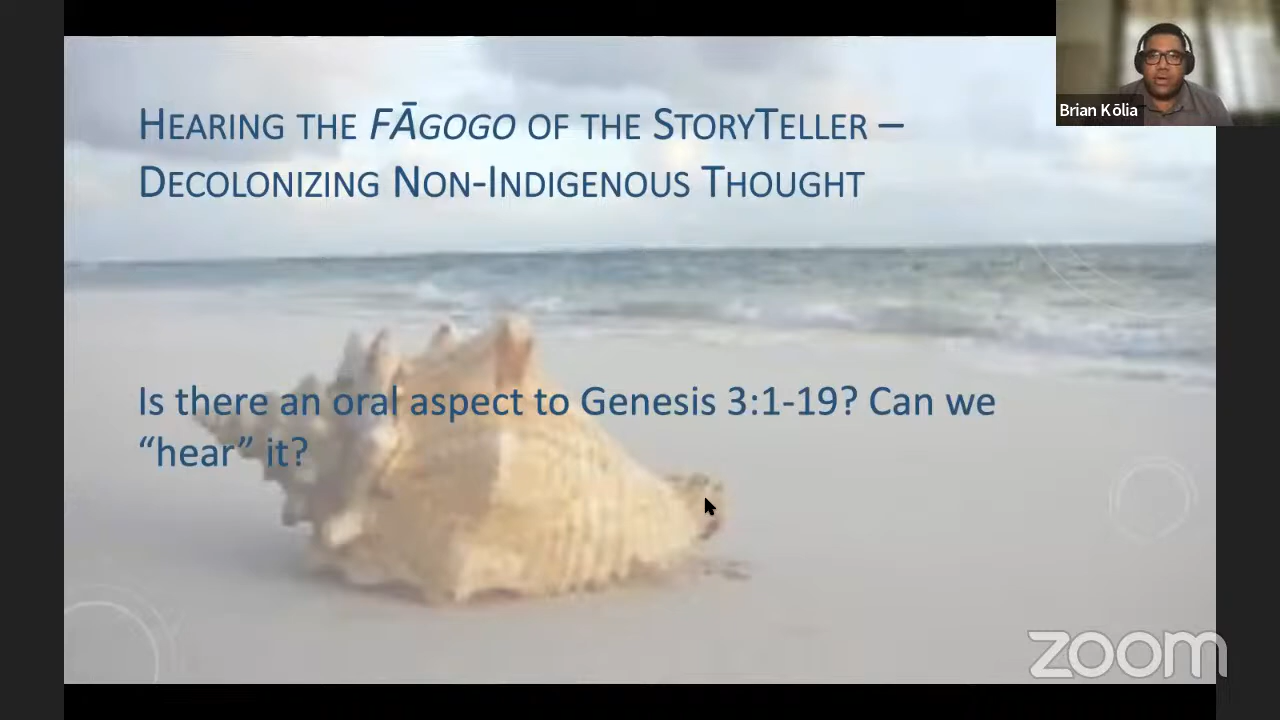 Brian Kōlia
HEARING THE FĀGOGO OF THE STORYTELLER –
DECOLONIZING NON-INDIGENOUS THOUGHT
Is there an oral aspect to Genesis 3:1-19? Can we
“hear” it?
zoom